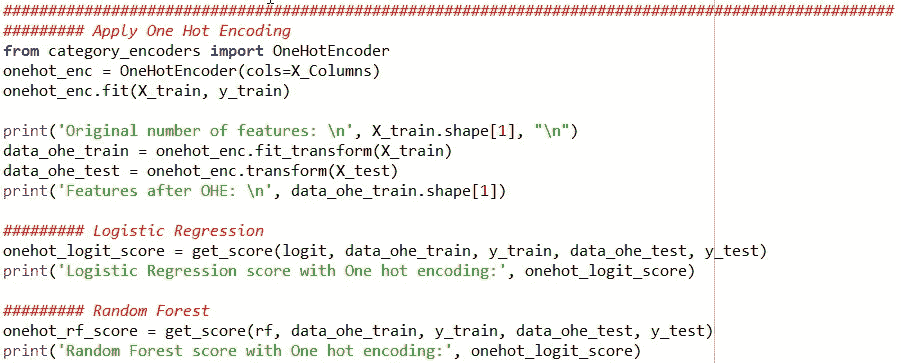 ###################################################################################################
######### Apply One Hot Encoding
from category_encoders import OneHotEncoder
onehot_enc = OneHotEncoder(cols=X_Columns)
onehot_enc.fit(X_train, y_train)
print('Original number of features: \n', X_train.shape[1], "\n")
data_ohe_train = onehot_enc.fit_transform(X_train)
data_ohe_test = onehot_enc.transform(X_test)
print('Features after OHE: \n', data_ohe_train.shape[1])
######### Logistic Regression
onehot_logit_score = get_score(logit, data_ohe_train, y_train, data_ohe_test, y_test)
print('Logistic Regression score with One hot encoding:', onehot_logit_score)
######### Random Forest
onehot_rf_score = get_score(rf, data_ohe_train, y_train, data_ohe_test, y_test)
print('Random Forest score with One hot encoding:', onehot_logit_score)